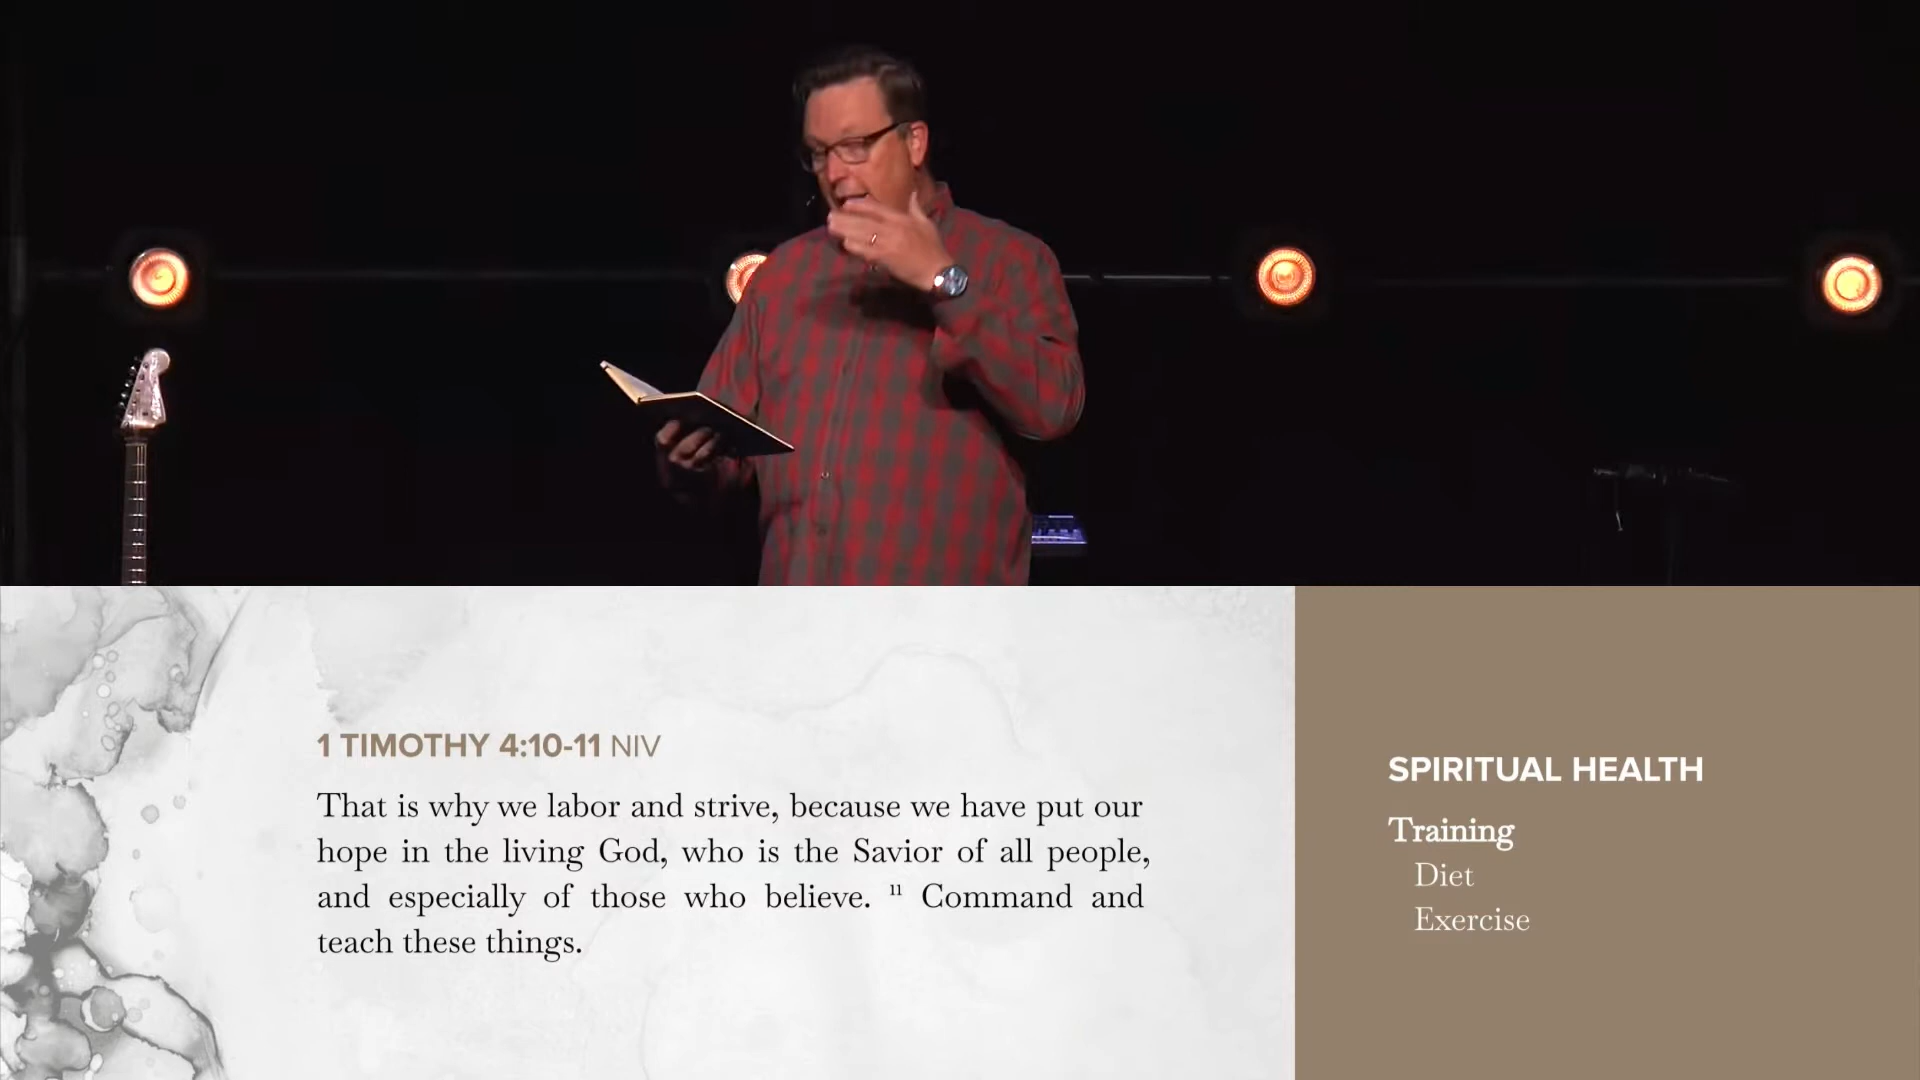 1 TIMOTHY 4:10-11 NIV
That is why we labor and strive, because we have put our
hope in the living God, who is the Savior of all people,
and especially of those who believe. ¹¹ Command and
teach these things.
SPIRITUAL HEALTH
Training
Diet
Exercise